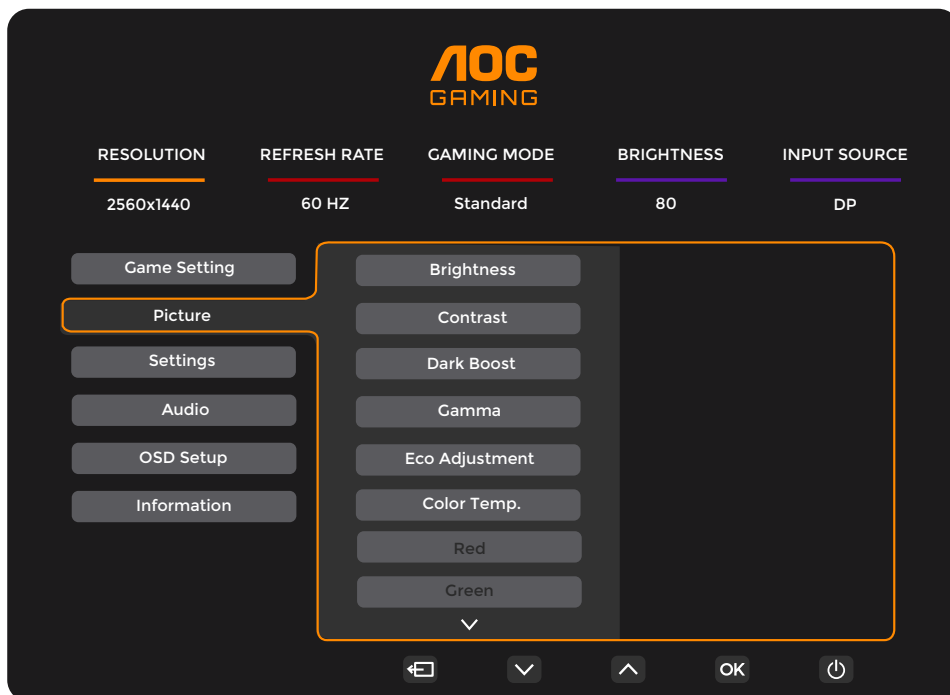 AOC
GAMING
RESOLUTION REFRESH RATE GAMING MODE BRIGHTNESS INPUT SOURCE
2560x1440 60 HZ Standard 80 DP
Game Setting
Picture
Settings
Audio
OSD Setup
Information
Brightness
Contrast
Dark Boost
Gamma
Eco Adjustment
Color Temp.
Red
Green
OK